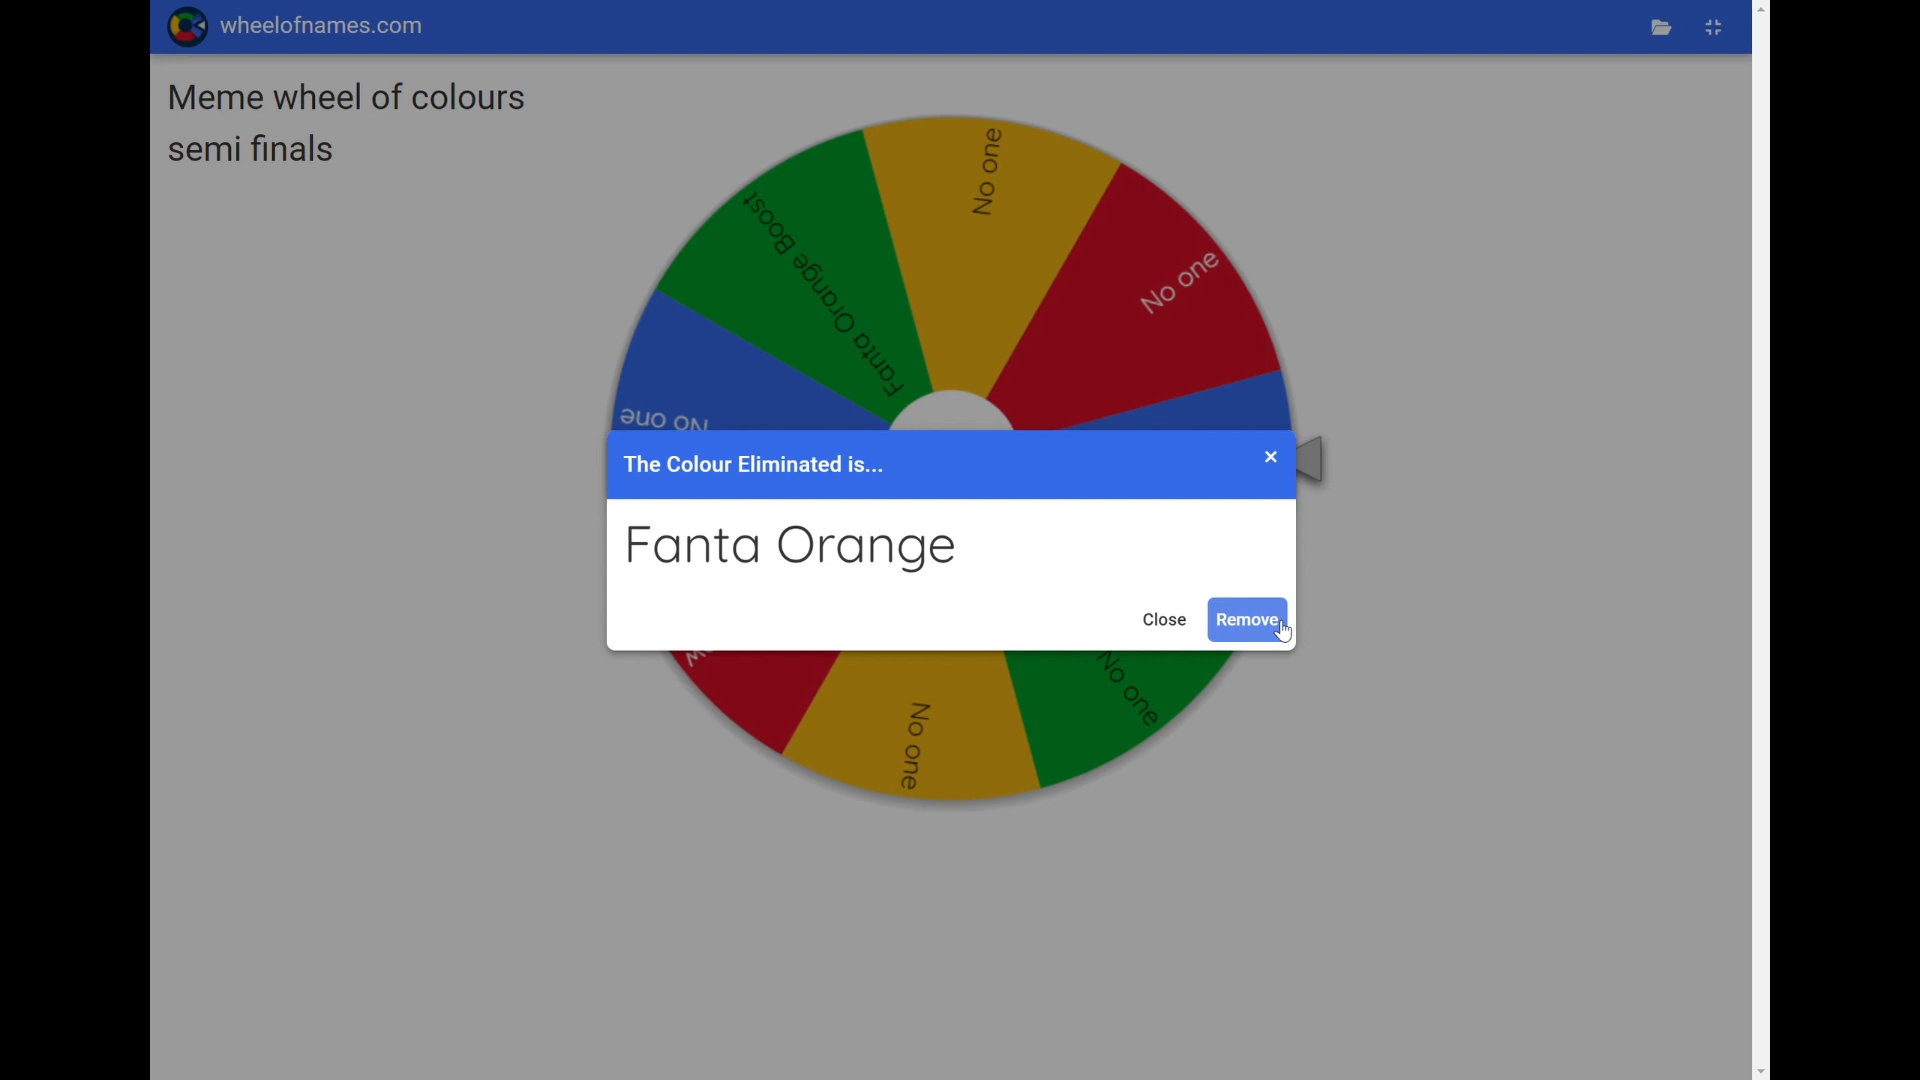 wheelofnames.com
Meme wheel of colours
semi finals
No one
Fanta Orange Boost
No one
No one
The Colour Eliminated is...
Fanta Orange
Close
Remove
No one
No one